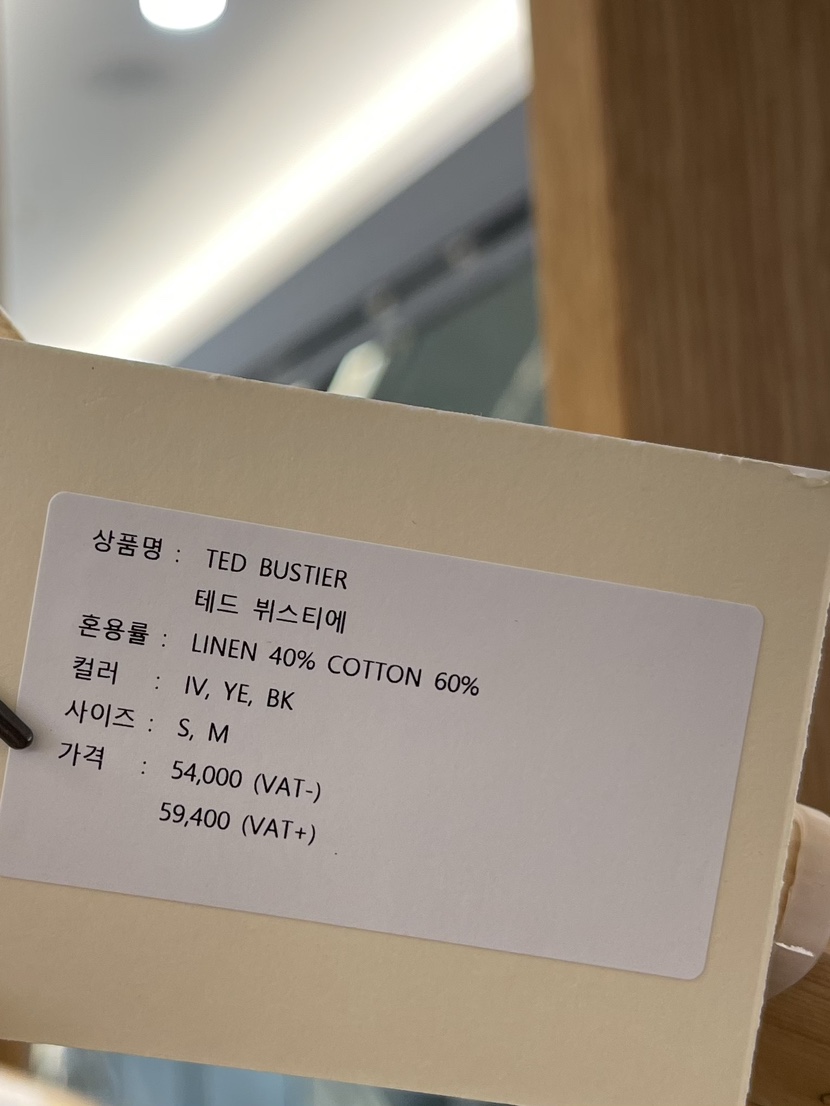 상품명 : TED BUSTIER
테드 뷔스티에
혼용률 : LINEN 40% COTTON 60%
컬러 : IV, YE, BK
사이즈 : S, M
가격 : 54,000 (VAT-)
59,400 (VAT+)